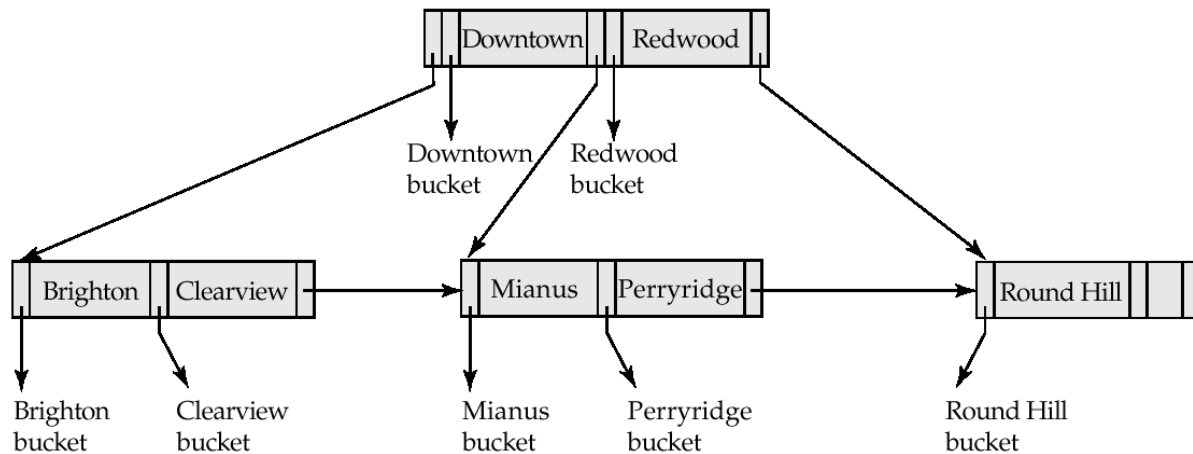 Downtown Redwood
Downtown
bucket
Redwood
bucket
Brighton Clearview Mianus Perryridge Round Hill
Brighton
bucket
Clearview
bucket
Mianus
bucket
Perryridge
bucket
Round Hill
bucket